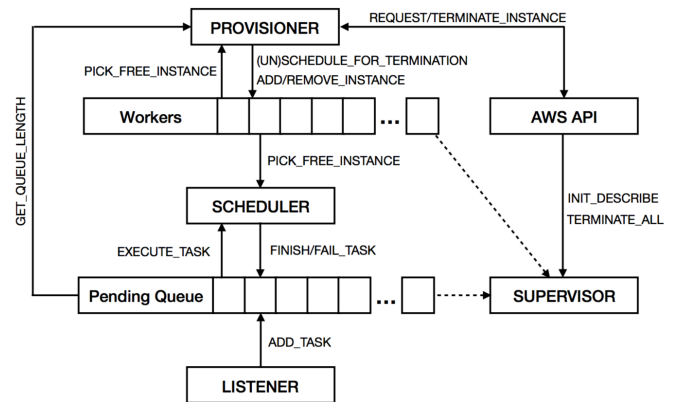 PROVISIONER
REQUEST/TERMINATE_INSTANCE
PICK_FREE_INSTANCE
(UN)SCHEDULE_FOR_TERMINATION
ADD/REMOVE_INSTANCE
GET_QUEUE_LENGTH
Workers
...
AWS API
PICK_FREE_INSTANCE
INIT_DESCRIBE
TERMINATE_ALL
SCHEDULER
EXECUTE_TASK
FINISH/FAIL_TASK
Pending Queue
...
SUPERVISOR
ADD_TASK
LISTENER